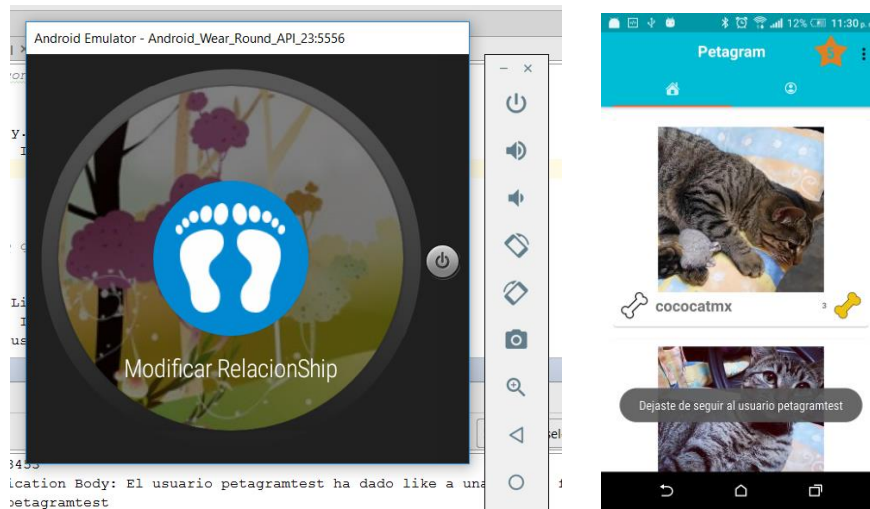 Android Emulator - Android_Wear_Round_API_23:5556
Modificar RelacionShip
ication Body: El usuario petagramtest ha dado like a una
petagramtest
12% 11:30 p.
Petagram
5
cococatmx
3
Dejaste de seguir al usuario petagramtest